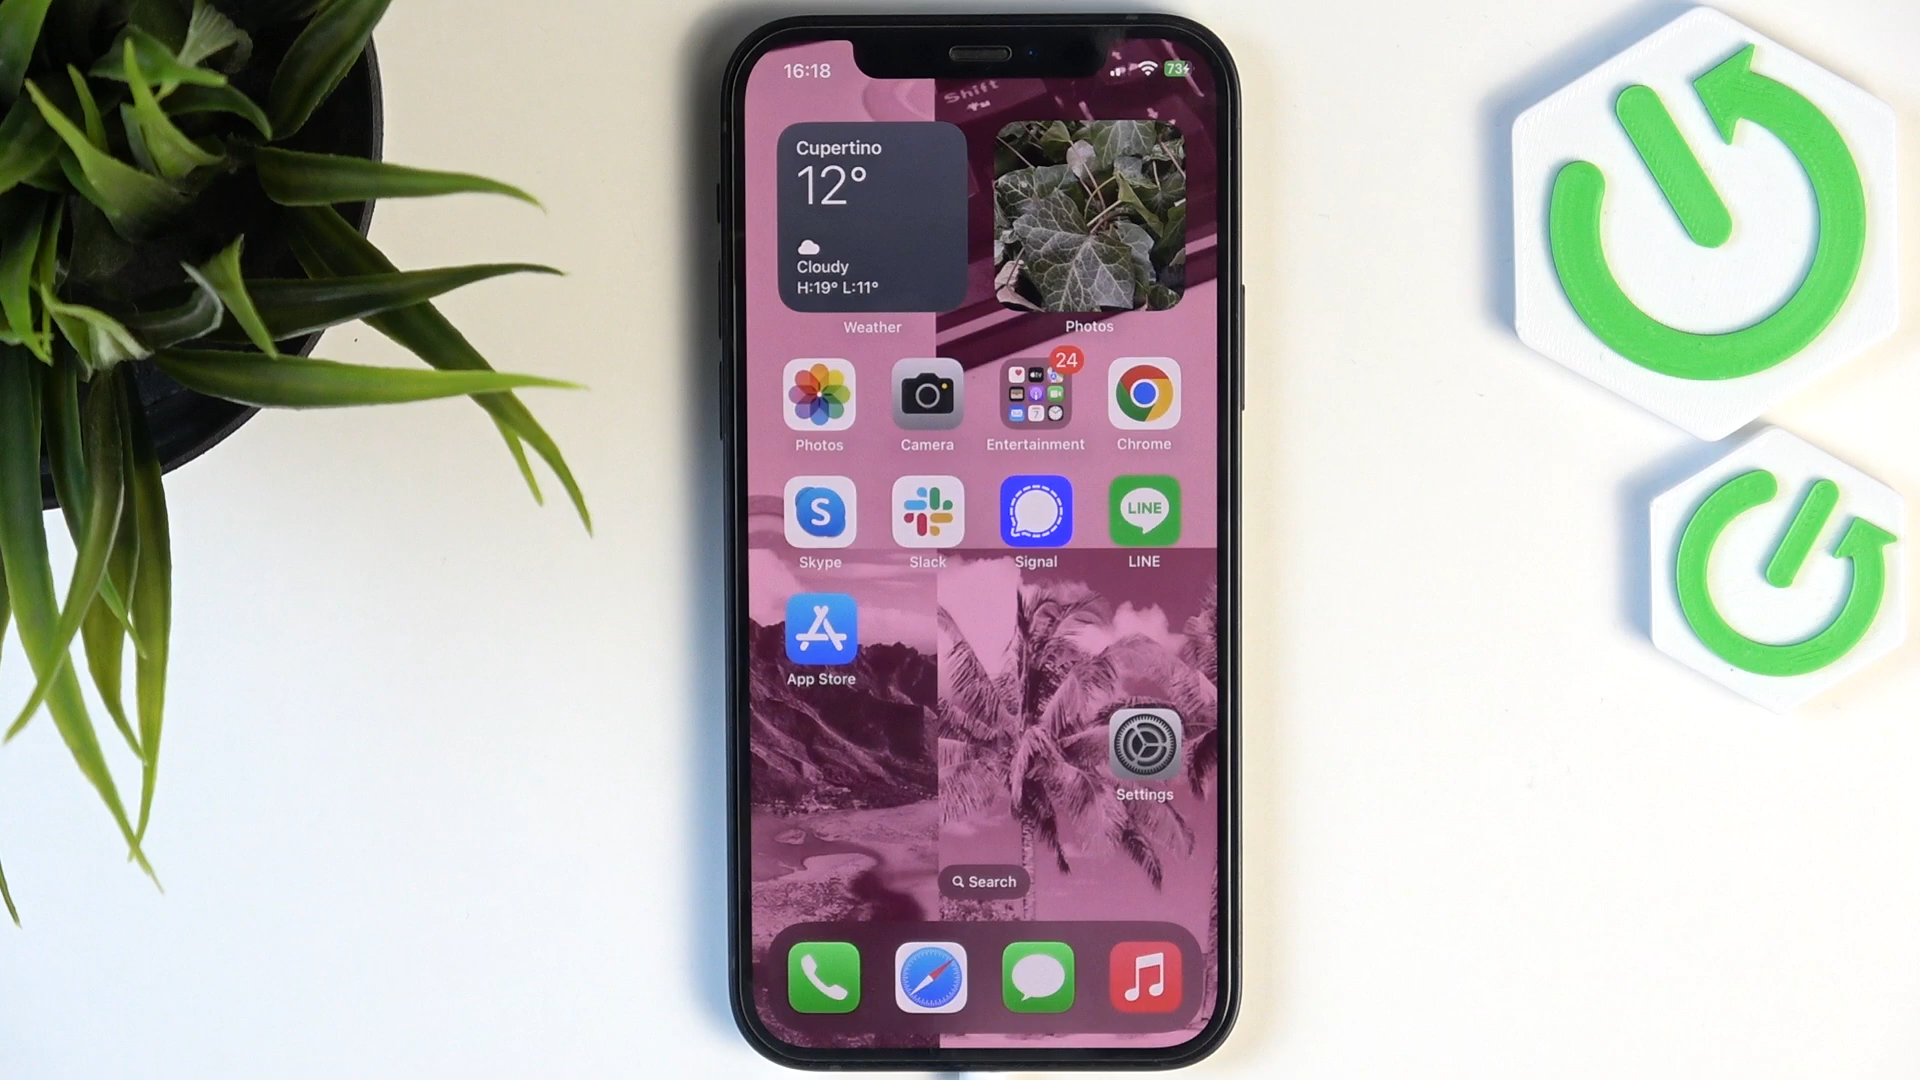 16:18
73
Shift
Cupertino
12°
Cloudy
H:19° L:11°
Weather
Photos
24
Photos
Camera
Entertainment
Chrome
S
LINE
Skype
Slack
Signal
LINE
App Store
Settings
Search